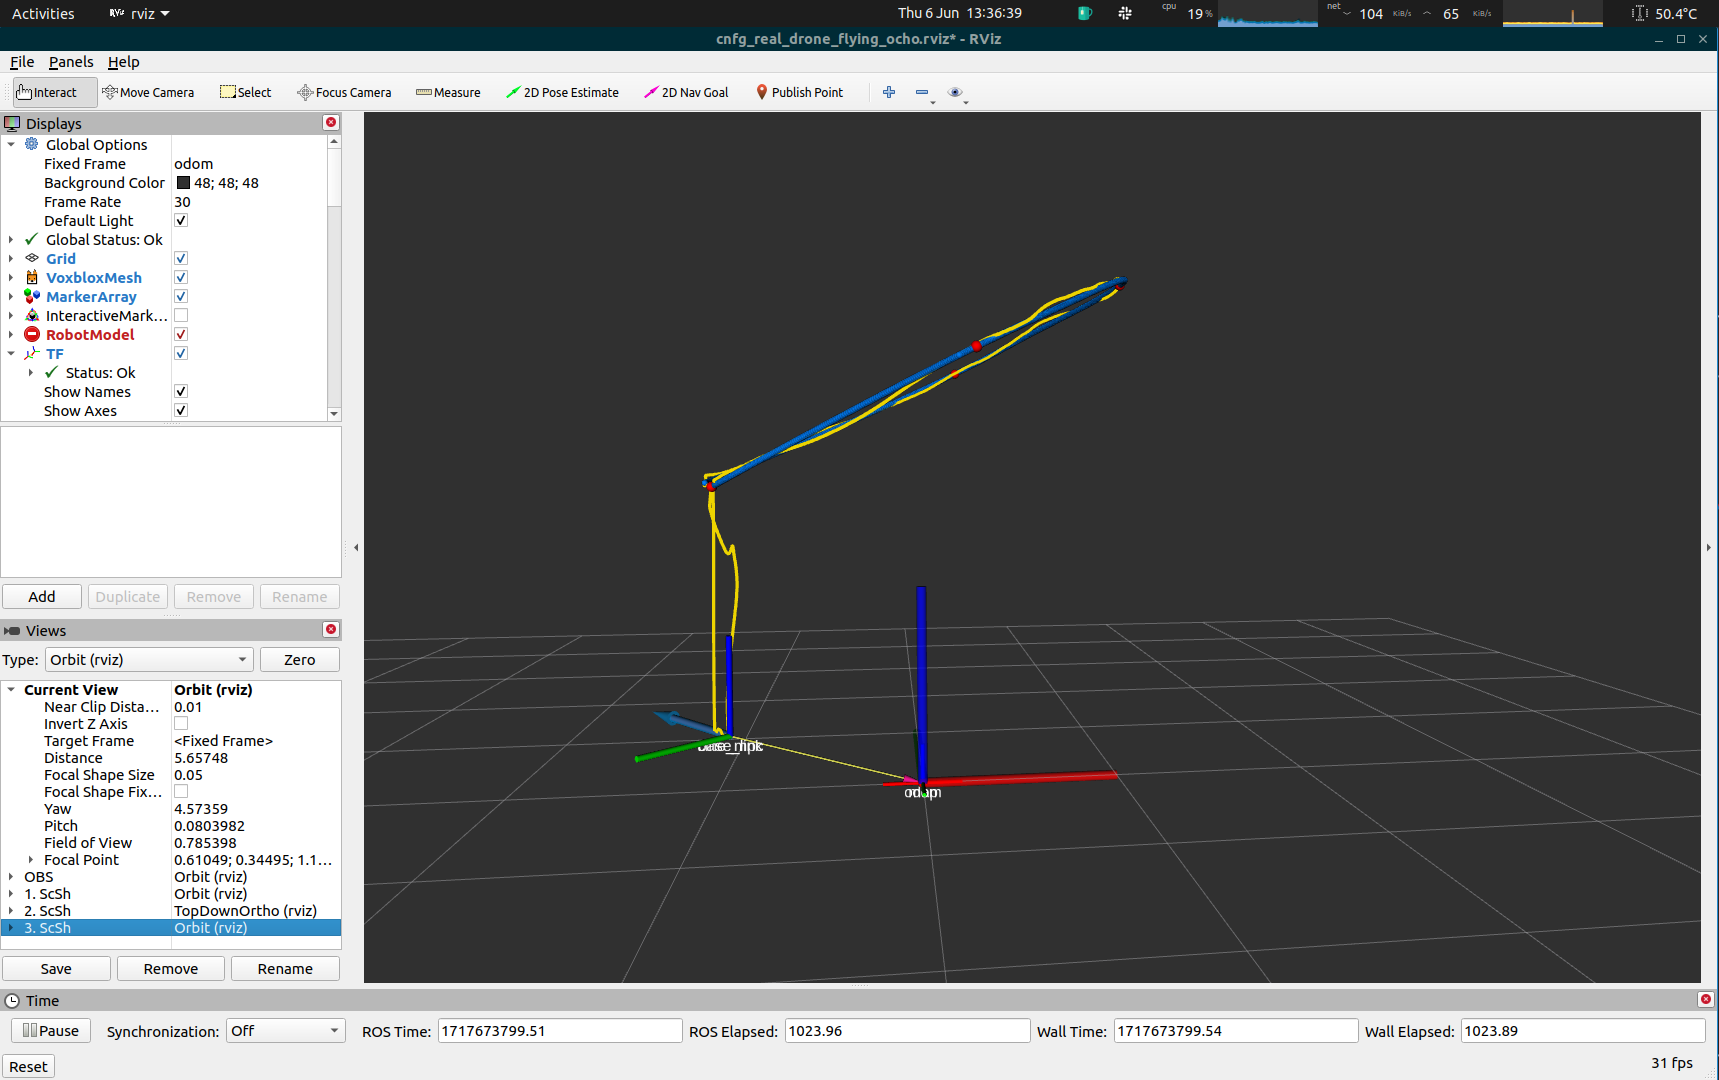 Activities rviz Thu 6 Jun 13:36:39 cpu 19% net 104 KiB/s 65 KiB/s 50.4°C
cnfg_real_drone_flying_ocho.rviz* - RViz
File Panels Help
Interact Move Camera Select Focus Camera Measure 2D Pose Estimate 2D Nav Goal Publish Point
Displays
Global Options
Fixed Frame odom
Background Color 48; 48; 48
Frame Rate 30
Default Light
Global Status: Ok
Grid
VoxbloxMesh
MarkerArray
InteractiveMark...
RobotModel
TF
Status: Ok
Show Names
Show Axes
Add Duplicate Remove Rename
Views
Type: Orbit (rviz) Zero
Current View Orbit (rviz)
Near Clip Dista... 0.01
Invert Z Axis
Target Frame <Fixed Frame>
Distance 5.65748
Focal Shape Size 0.05
Focal Shape Fix...
Yaw 4.57359
Pitch 0.0803982
Field of View 0.785398
Focal Point 0.61049; 0.34495; 1.1...
OBS Orbit (rviz)
1. ScSh Orbit (rviz)
2. ScSh TopDownOrtho (rviz)
3. ScSh Orbit (rviz)
Save Remove Rename
Time
Pause Synchronization: Off ROS Time: 1717673799.51 ROS Elapsed: 1023.96 Wall Time: 1717673799.54 Wall Elapsed: 1023.89
Reset 31 fps